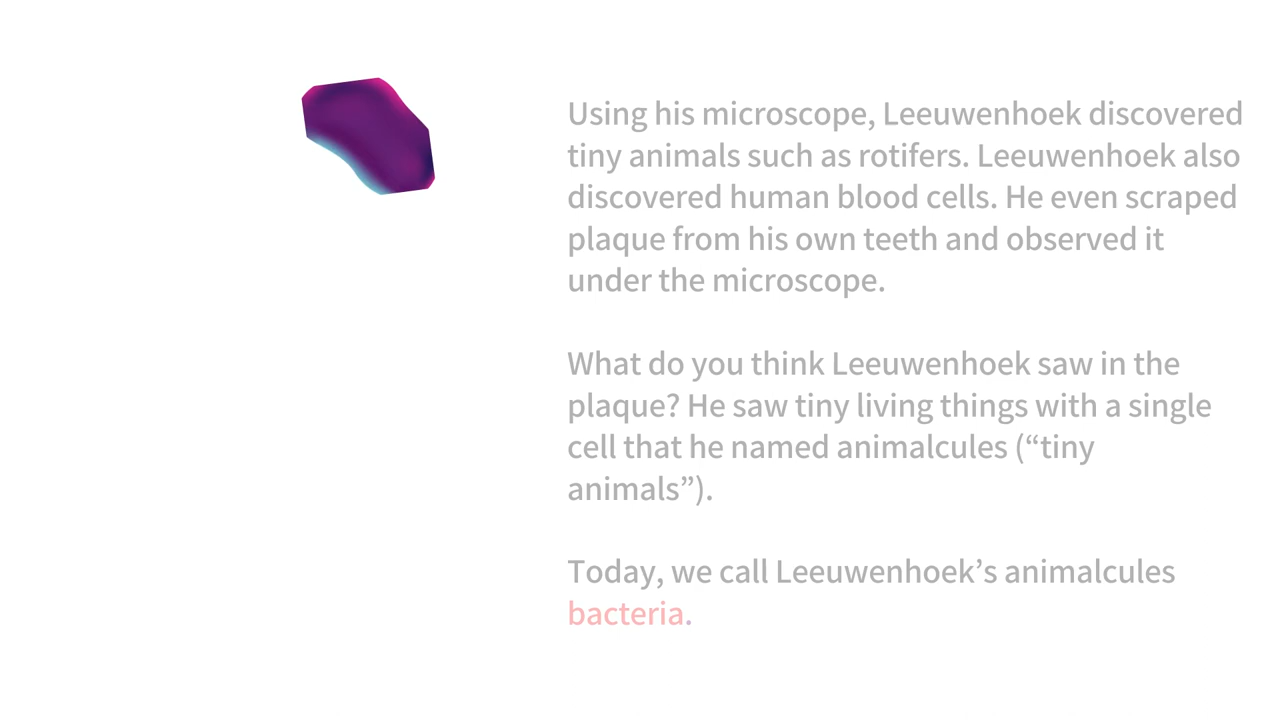 Using his microscope, Leeuwenhoek discovered
tiny animals such as rotifers. Leeuwenhoek also
discovered human blood cells. He even scraped
plaque from his own teeth and observed it
under the microscope.
What do you think Leeuwenhoek saw in the
plaque? He saw tiny living things with a single
cell that he named animalcules (“tiny
animals”).
Today, we call Leeuwenhoek’s animalcules
bacteria.